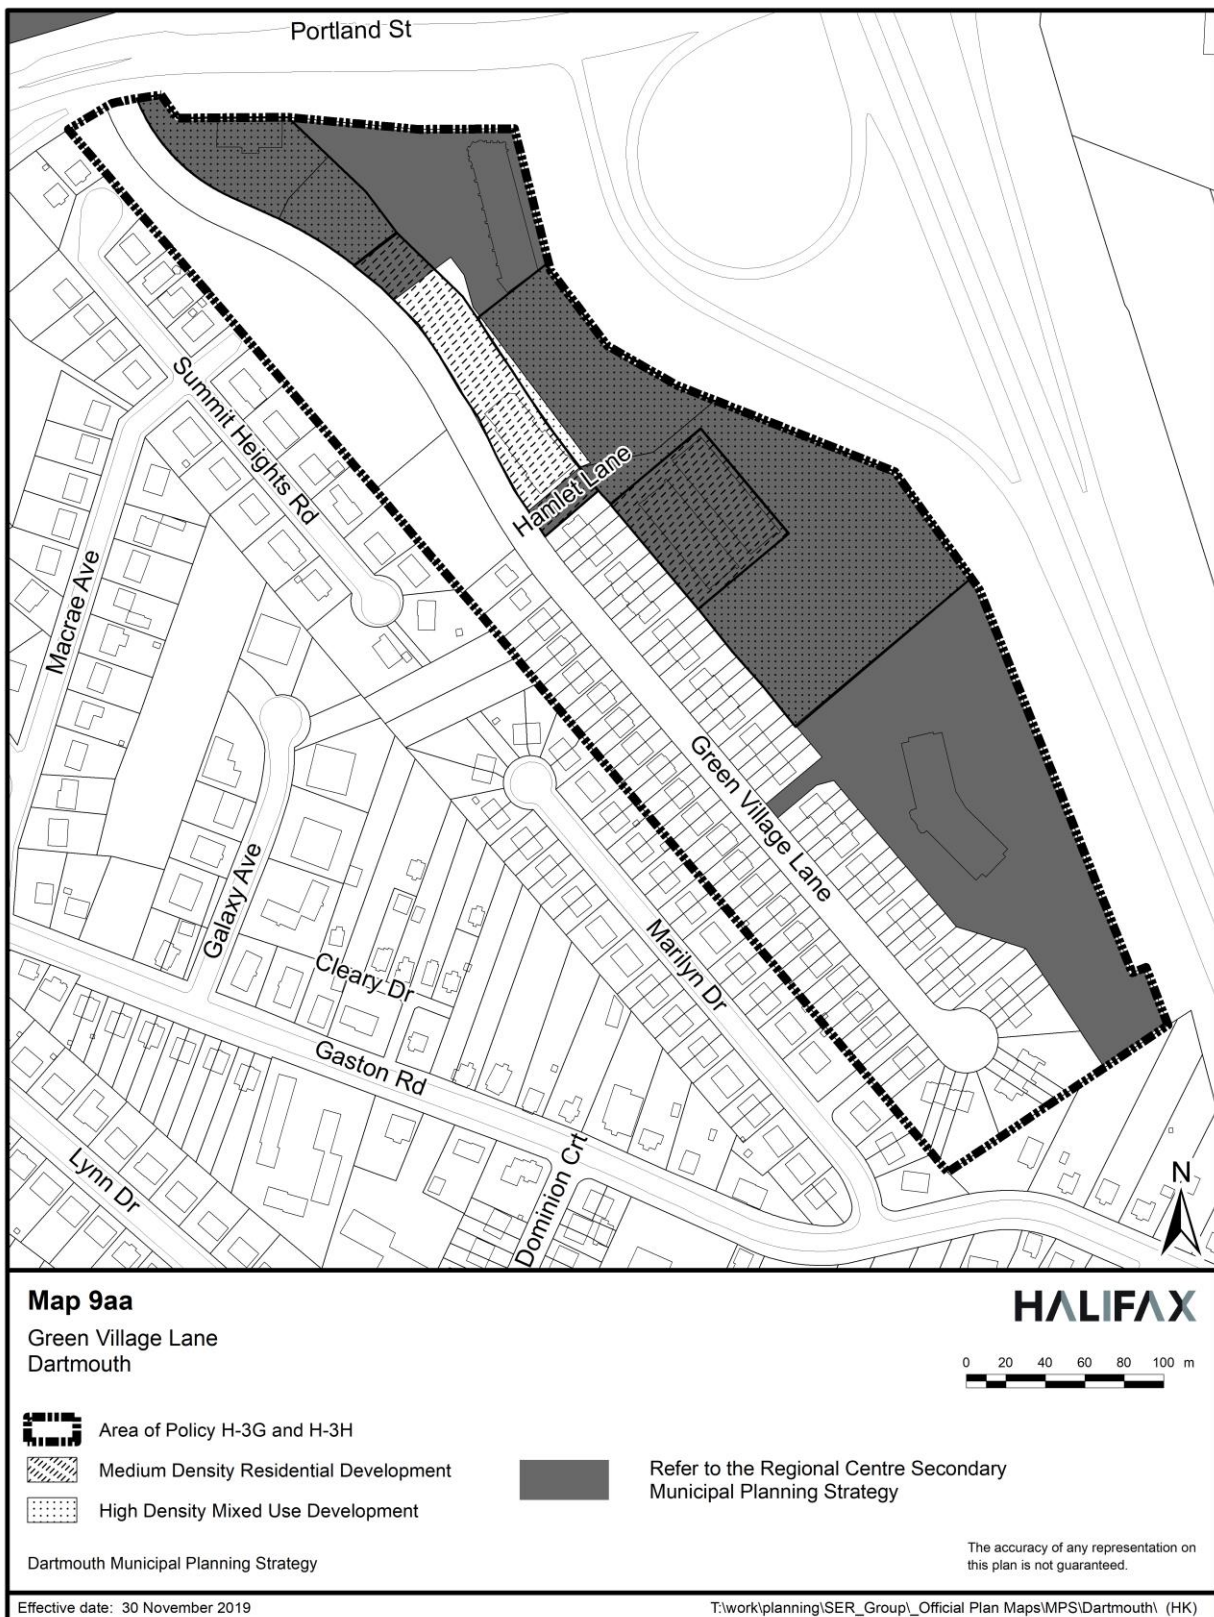 Portland St
Summit Heights Rd
Hamlet Lane
Macrae Ave
Green Village Lane
Galaxy Ave
Marilyn Dr
Cleary Dr
Gaston Rd
Lynn Dr
Dominion Crt
N
Map 9aa
Green Village Lane
Dartmouth
HALIFAX
0 20 40 60 80 100 m
Area of Policy H-3G and H-3H
Medium Density Residential Development
High Density Mixed Use Development
Refer to the Regional Centre Secondary
Municipal Planning Strategy
Dartmouth Municipal Planning Strategy
The accuracy of any representation on
this plan is not guaranteed.
Effective date: 30 November 2019
T:\work\planning\SER_Group\_Official Plan Maps\MPS\Dartmouth\ (HK)